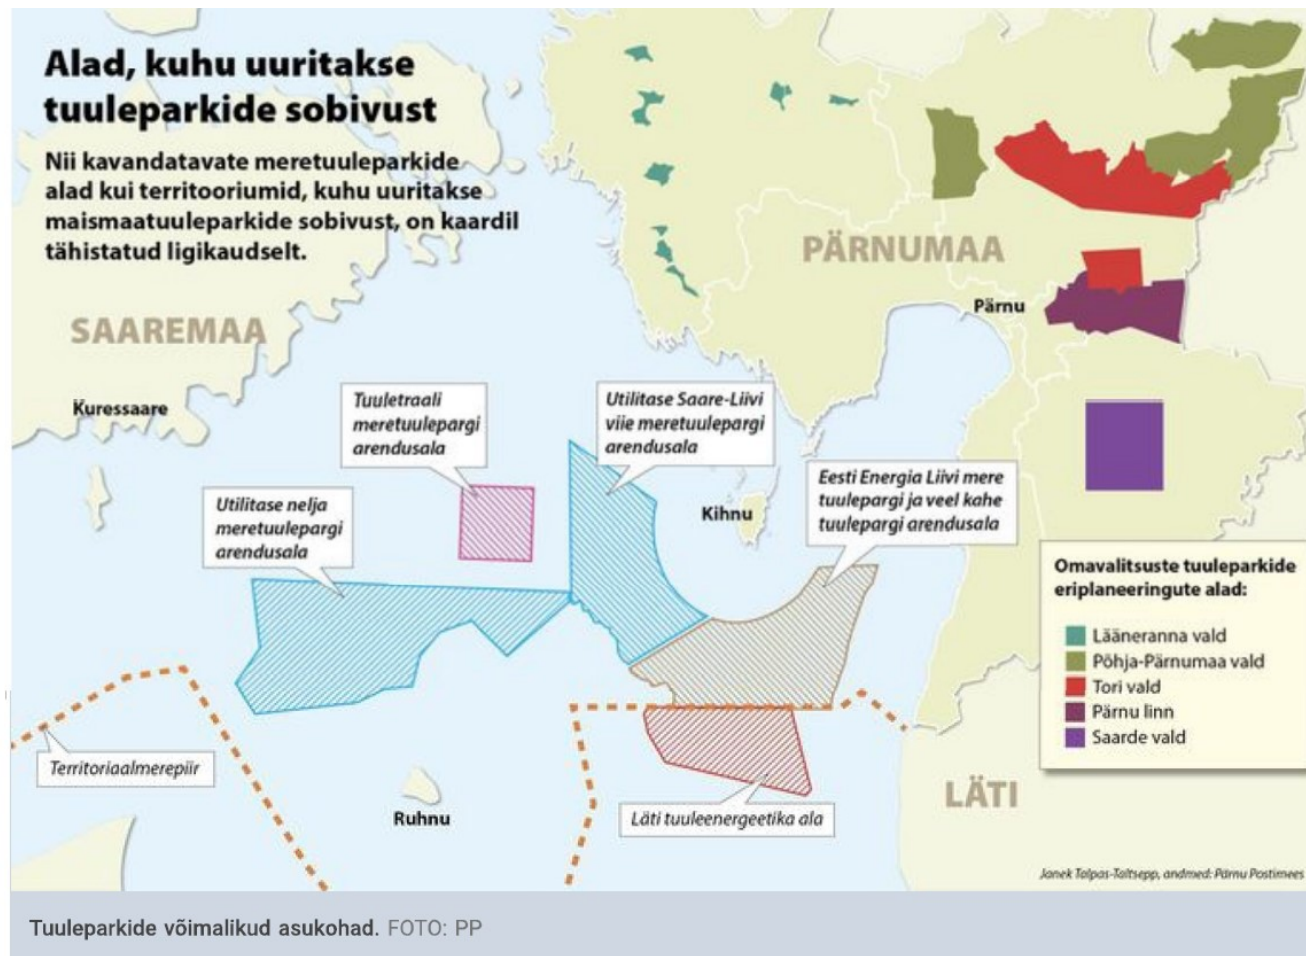 Alad, kuhu uuritakse
tuuleparkide sobivust
Nii kavandatavate meretuuleparkide
alad kui territooriumid, kuhu uuritakse
maismaatuuleparkide sobivust, on kaardil
tähistatud ligikaudselt.
PÄRNUMAA
Pärnu
SAAREMAA
Kuressaare
Tuuletraali
meretuulepargi
arendusala
Utilitase Saare-Liivi
viie meretuulepargi
arendusala
Eesti Energia Liivi mere
tuulepargi ja veel kahe
tuulepargi arendusala
Utilitase nelja
meretuulepargi
arendusala
Kihnu
Omavalitsuste tuuleparkide
eriplaneeringute alad:
Lääneranna vald
Põhja-Pärnumaa vald
Tori vald
Pärnu linn
Saarde vald
Territoriaalmerepiir
Ruhnu
Läti tuuleenergeetika ala
LÄTI
Janek Talpas-Taltsepp, andmed: Pärnu Postimees
Tuuleparkide võimalikud asukohad. FOTO: PP